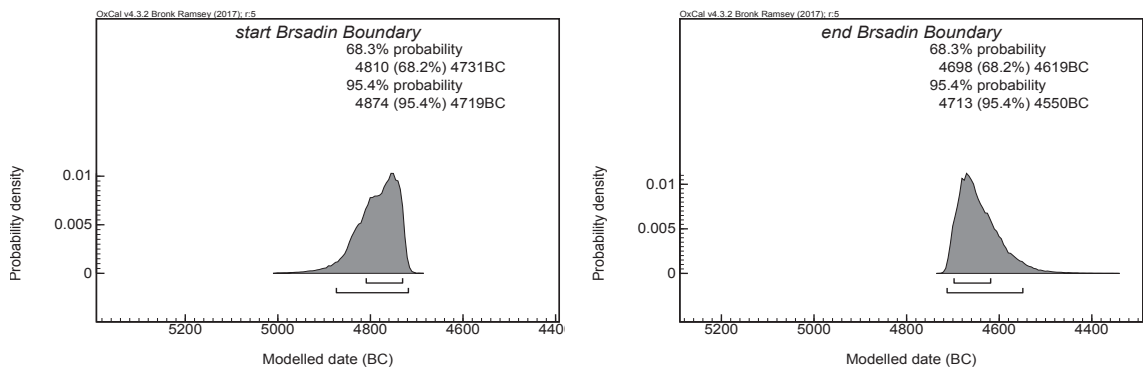 OxCal v4.3.2 Bronk Ramsey (2017); r:5
start Brsadin Boundary
68.3% probability
4810 (68.2%) 4731BC
95.4% probability
4874 (95.4%) 4719BC
Probability density
0.01
0.005
0
5200 5000 4800 4600 4400
Modelled date (BC)
OxCal v4.3.2 Bronk Ramsey (2017); r:5
end Brsadin Boundary
68.3% probability
4698 (68.2%) 4619BC
95.4% probability
4713 (95.4%) 4550BC
Probability density
0.01
0.005
0
5200 5000 4800 4600 4400
Modelled date (BC)